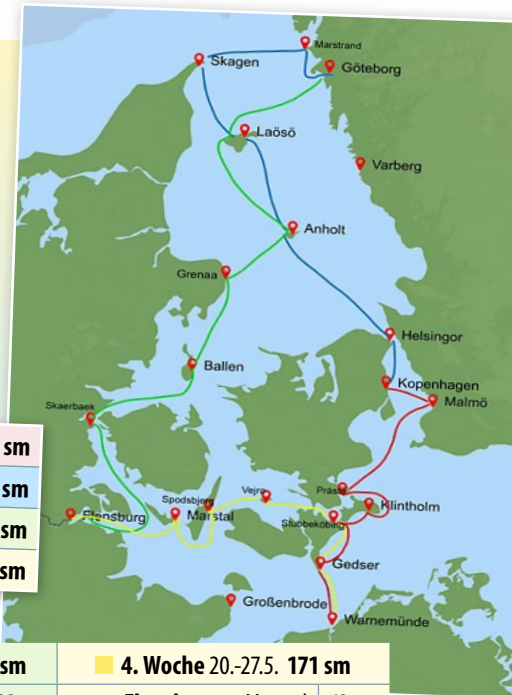 Marstrand
Skagen
Göteborg
Laösö
Varberg
Anholt
Grenaa
Helsingor
Ballen
Kopenhagen
Malmö
Skaerbaek
sm
sm
sm
sm
Vejrø
Prästø
Klintholm
Spodsbjerg
Flensburg
Marstal
Stubbeköbing
Gedser
Großenbrode
Warnemünde
sm
4. Woche 20.-27.5. 171 sm